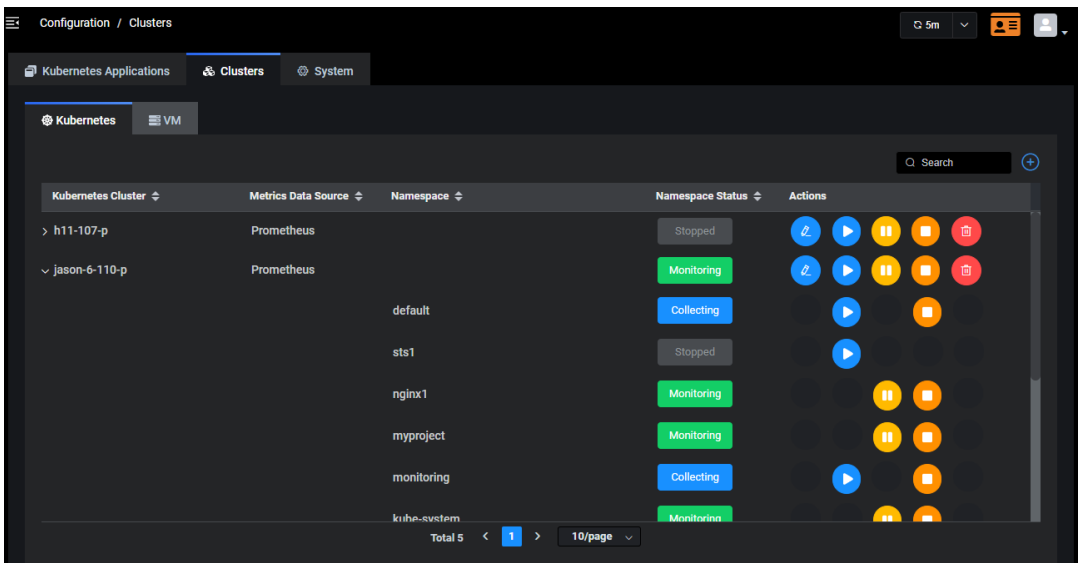 Configuration / Clusters
5m
Kubernetes Applications Clusters System
Kubernetes VM
Search
Kubernetes Cluster Metrics Data Source Namespace Namespace Status Actions
h11-107-p Prometheus Stopped
jason-6-110-p Prometheus Monitoring
default Collecting
sts1 Stopped
nginx1 Monitoring
myproject Monitoring
monitoring Collecting
kube-system Monitoring
Total 5 1 10/page